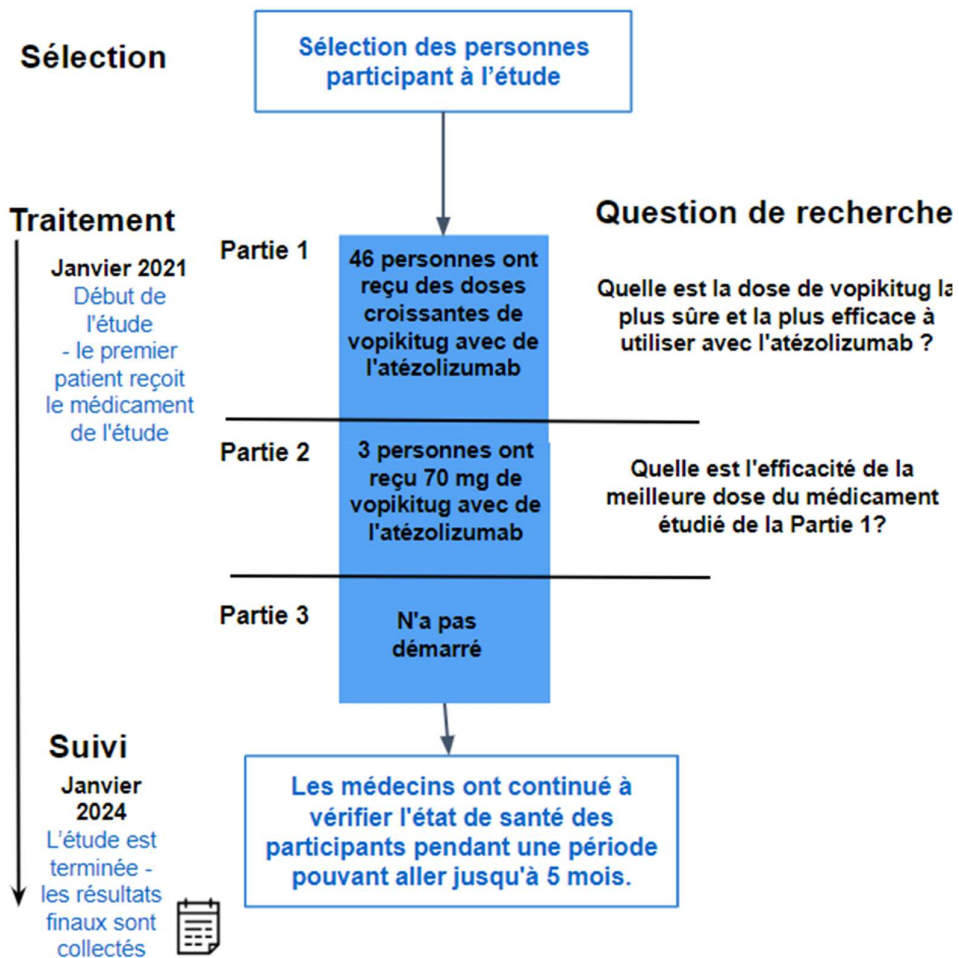 Sélection
Sélection des personnes
participant à l'étude
Traitement
Question de recherche
Janvier 2021
Début de
l'étude
- le premier
patient reçoit
le médicament
de l'étude
Partie 1
46 personnes ont
reçu des doses
croissantes de
vopikitug avec de
l'atézolizumab
Quelle est la dose de vopikitug la
plus sûre et la plus efficace à
utiliser avec l'atézolizumab ?
Partie 2
3 personnes ont
reçu 70 mg de
vopikitug avec de
l'atézolizumab
Quelle est l'efficacité de la
meilleure dose du médicament
étudié de la Partie 1?
Partie 3
N'a pas
démarré
Suivi
Janvier
2024
L'étude est
terminée -
les résultats
finaux sont
collectés
Les médecins ont continué à
vérifier l'état de santé des
participants pendant une période
pouvant aller jusqu'à 5 mois.